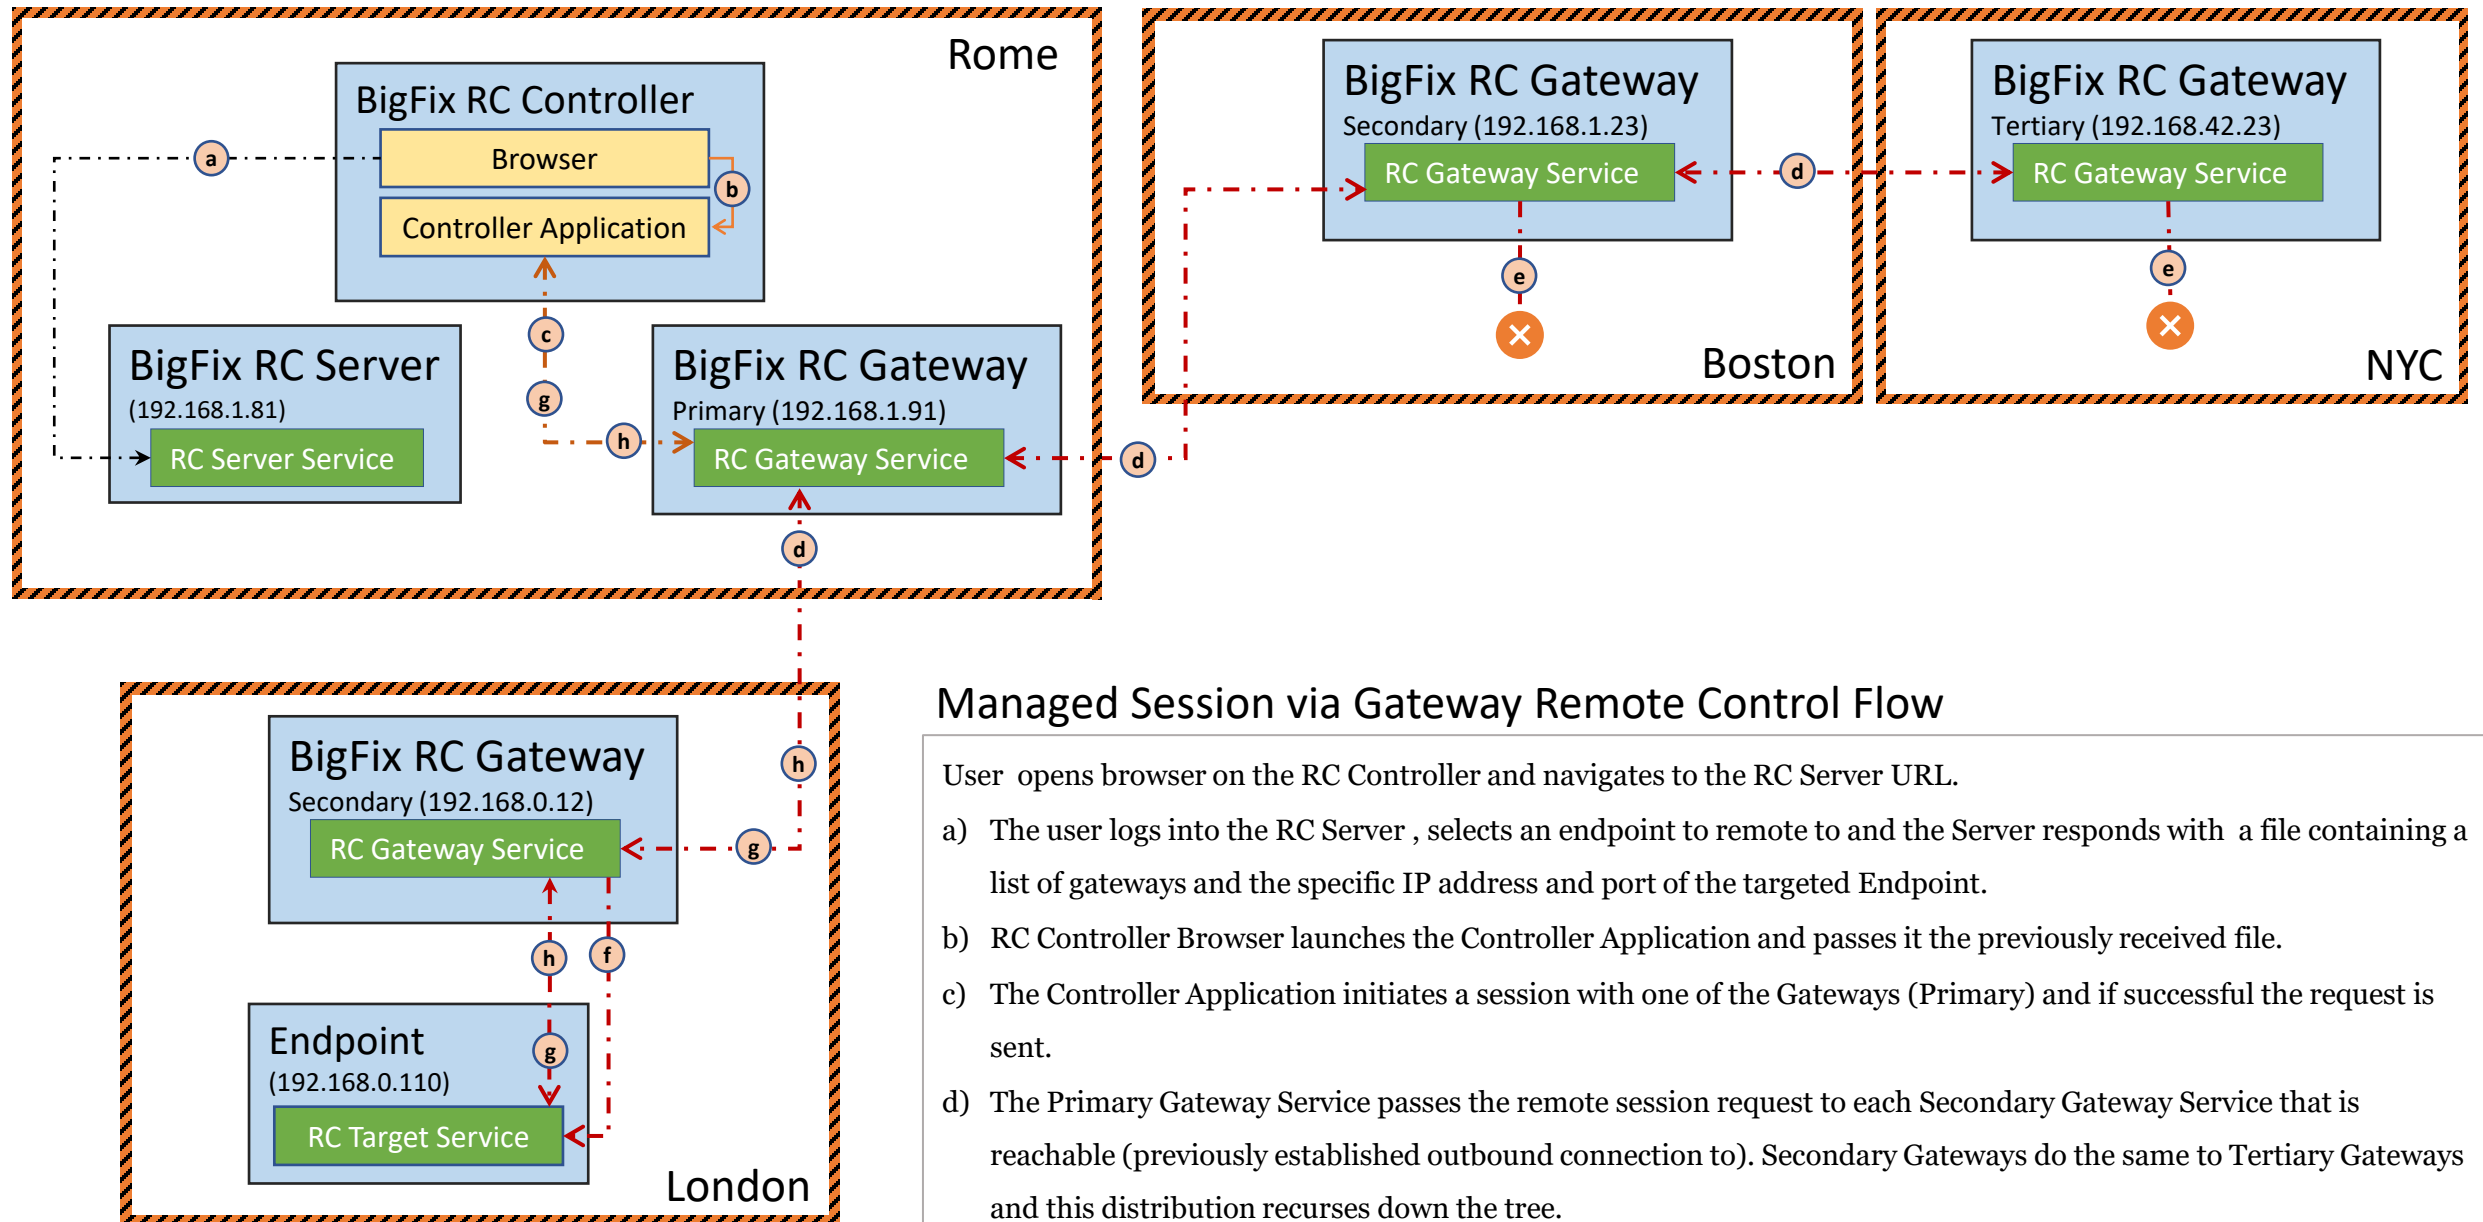 Rome
BigFix RC Controller
Browser
Controller Application
a
b
c
g
h
BigFix RC Server
(192.168.1.81)
RC Server Service
BigFix RC Gateway
Primary (192.168.1.91)
RC Gateway Service
d
d
BigFix RC Gateway
Secondary (192.168.1.23)
RC Gateway Service
e
Boston
d
BigFix RC Gateway
Tertiary (192.168.42.23)
RC Gateway Service
e
NYC
BigFix RC Gateway
Secondary (192.168.0.12)
RC Gateway Service
h
g
h
f
g
Endpoint
(192.168.0.110)
RC Target Service
London
Managed Session via Gateway Remote Control Flow
User opens browser on the RC Controller and navigates to the RC Server URL.
a) The user logs into the RC Server , selects an endpoint to remote to and the Server responds with a file containing a
list of gateways and the specific IP address and port of the targeted Endpoint.
b) RC Controller Browser launches the Controller Application and passes it the previously received file.
c) The Controller Application initiates a session with one of the Gateways (Primary) and if successful the request is
sent.
d) The Primary Gateway Service passes the remote session request to each Secondary Gateway Service that is
reachable (previously established outbound connection to). Secondary Gateways do the same to Tertiary Gateways
and this distribution recurses down the tree.